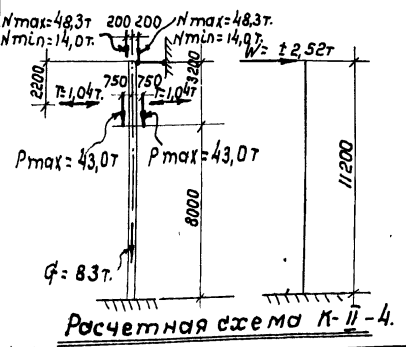 Nmax=48,3т 200 200 Nmax=48,3т.
Nmin=14,0т. Nmin=14,0т.
W= ±2,52т
2200
3200
750 750
T=1,04т. T=1,04т
Pmax=43,0т Pmax=43,0т
11200
8000
G=8.3т.
Расчетная схема К-II-4.